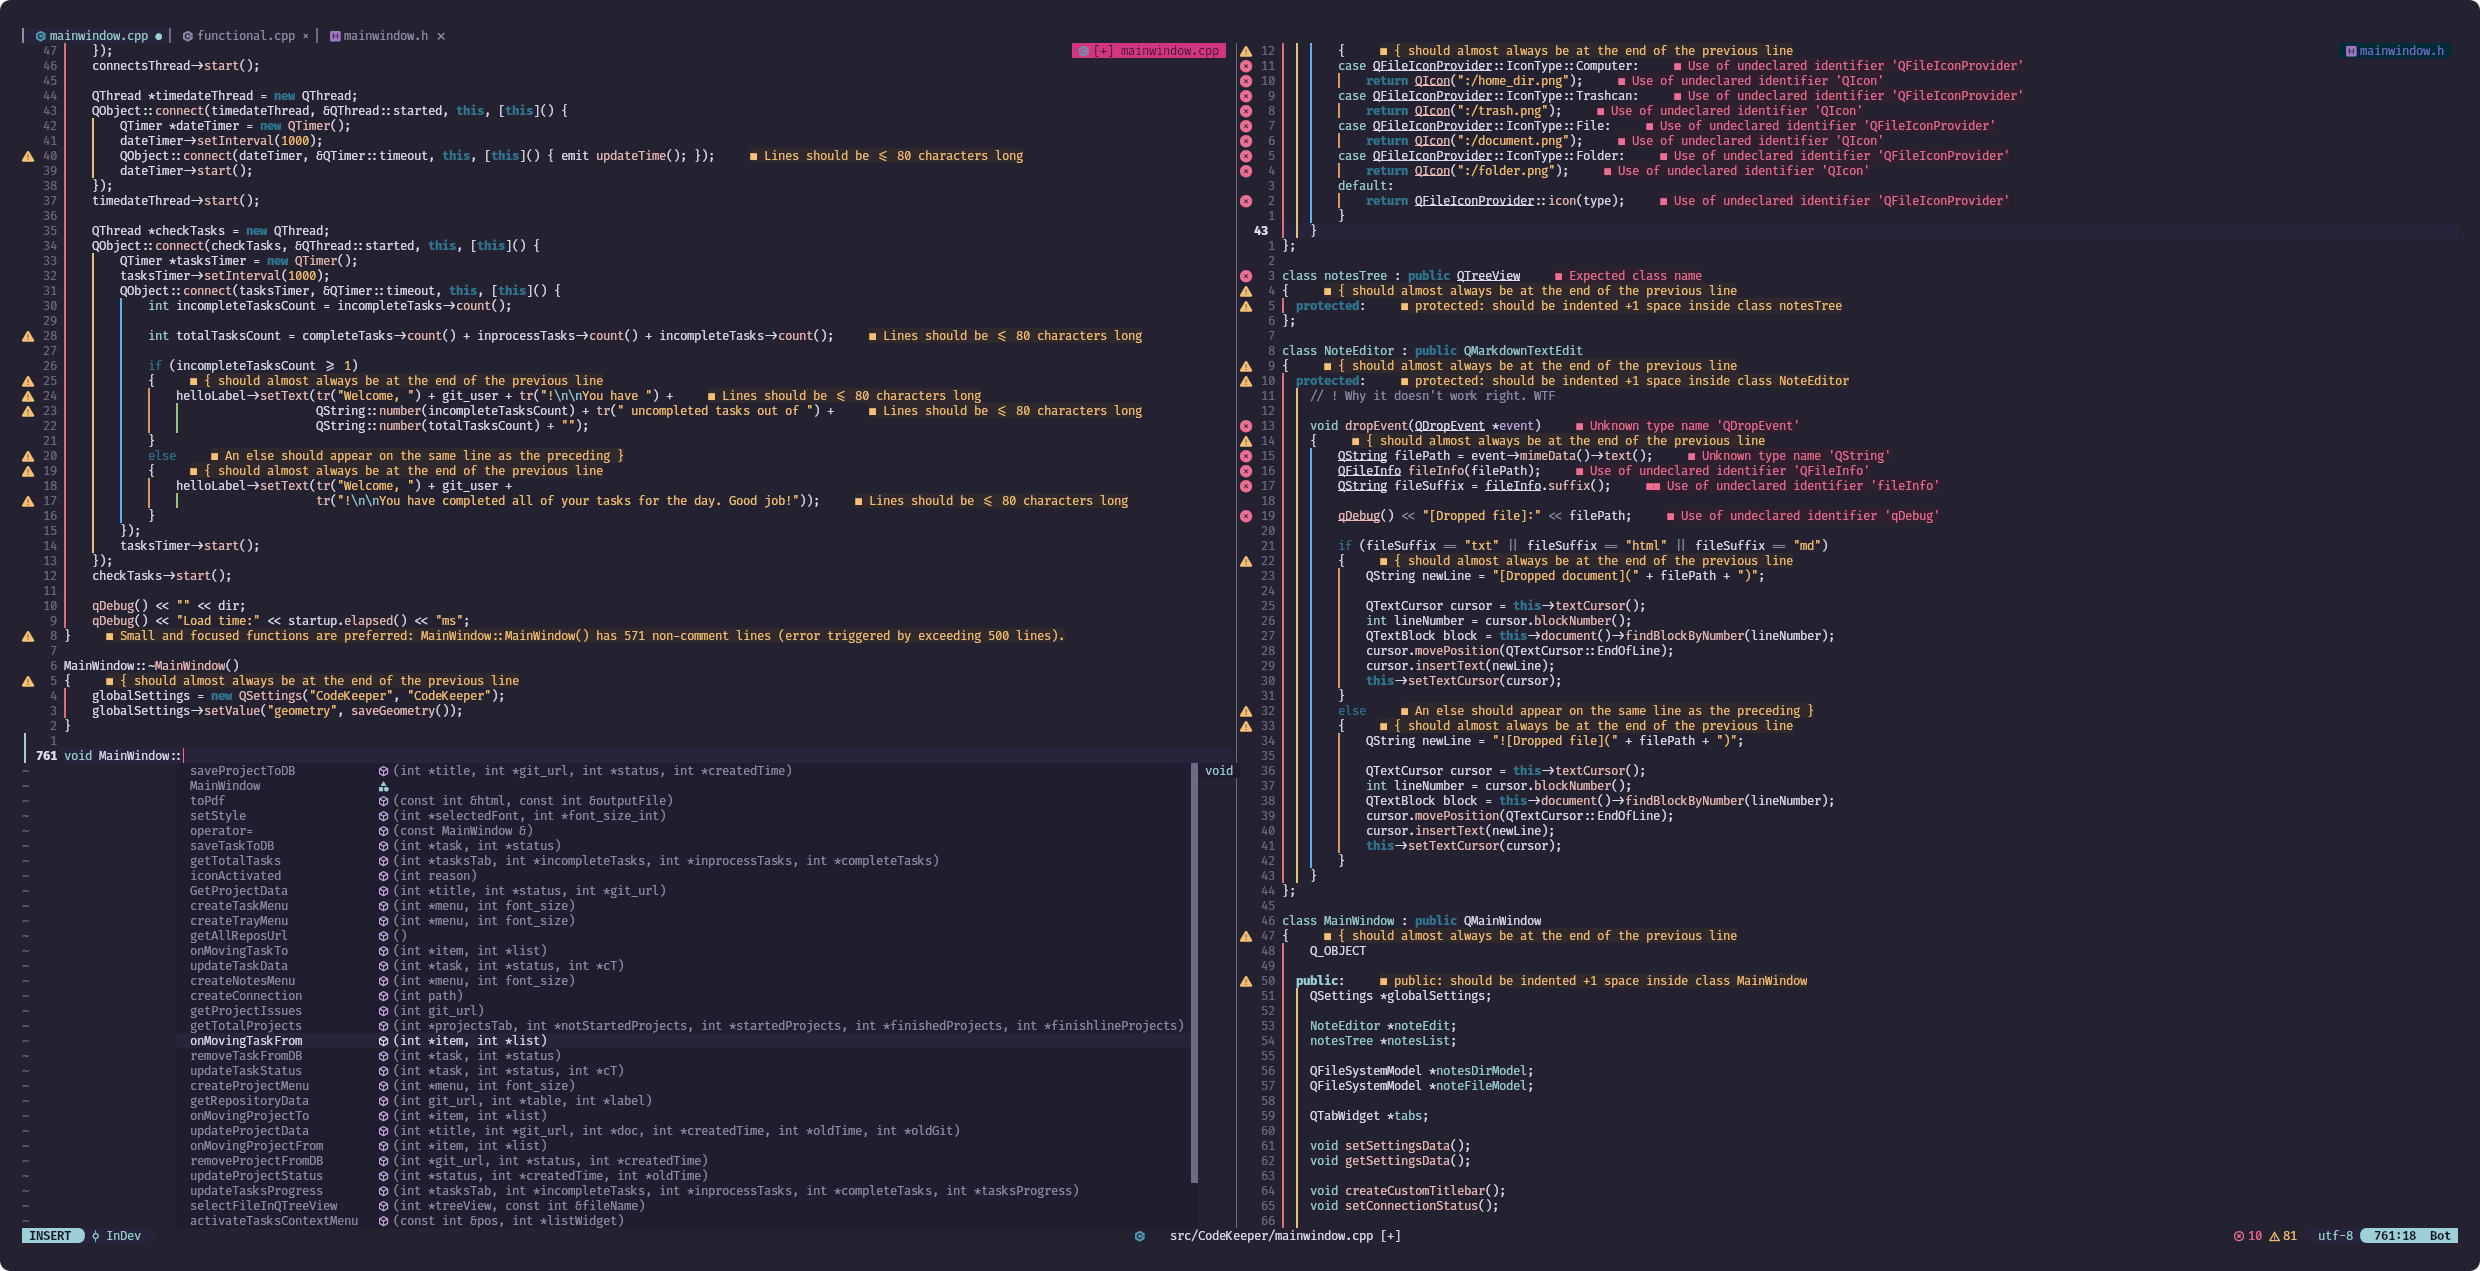 mainwindow.cpp ● functional.cpp × mainwindow.h ×
[+] mainwindow.cpp
47 });
46 connectsThread->start();
45
44 QThread *timedateThread = new QThread;
43 QObject::connect(timedateThread, &QThread::started, this, [this]() {
42 QTimer *dateTimer = new QTimer();
41 dateTimer->setInterval(1000);
40 QObject::connect(dateTimer, &QTimer::timeout, this, [this]() { emit updateTime(); }); ■ Lines should be <= 80 characters long
39 dateTimer->start();
38 });
37 timedateThread->start();
36
35 QThread *checkTasks = new QThread;
34 QObject::connect(checkTasks, &QThread::started, this, [this]() {
33 QTimer *tasksTimer = new QTimer();
32 tasksTimer->setInterval(1000);
31 QObject::connect(tasksTimer, &QTimer::timeout, this, [this]() {
30 int incompleteTasksCount = incompleteTasks->count();
29
28 int totalTasksCount = completeTasks->count() + inprocessTasks->count() + incompleteTasks->count(); ■ Lines should be <= 80 characters long
27
26 if (incompleteTasksCount >= 1)
25 { ■ { should almost always be at the end of the previous line
24 helloLabel->setText(tr("Welcome, ") + git_user + tr("!\n\nYou have ") + ■ Lines should be <= 80 characters long
23 QString::number(incompleteTasksCount) + tr(" uncompleted tasks out of ") + ■ Lines should be <= 80 characters long
22 QString::number(totalTasksCount) + "");
21 }
20 else ■ An else should appear on the same line as the preceding }
19 { ■ { should almost always be at the end of the previous line
18 helloLabel->setText(tr("Welcome, ") + git_user +
17 tr("!\n\nYou have completed all of your tasks for the day. Good job!")); ■ Lines should be <= 80 characters long
16 }
15 });
14 tasksTimer->start();
13 });
12 checkTasks->start();
11
10 qDebug() << "" << dir;
9 qDebug() << "Load time:" << startup.elapsed() << "ms";
8 } ■ Small and focused functions are preferred: MainWindow::MainWindow() has 571 non-comment lines (error triggered by exceeding 500 lines).
7
6 MainWindow::~MainWindow()
5 { ■ { should almost always be at the end of the previous line
4 globalSettings = new QSettings("CodeKeeper", "CodeKeeper");
3 globalSettings->setValue("geometry", saveGeometry());
2 }
1
761 void MainWindow::
~ saveProjectToDB (int *title, int *git_url, int *status, int *createdTime) void
~ MainWindow
~ toPdf (const int &html, const int &outputFile)
~ setStyle (int *selectedFont, int *font_size_int)
~ operator= (const MainWindow &)
~ saveTaskToDB (int *task, int *status)
~ getTotalTasks (int *tasksTab, int *incompleteTasks, int *inprocessTasks, int *completeTasks)
~ iconActivated (int reason)
~ GetProjectData (int *title, int *status, int *git_url)
~ createTaskMenu (int *menu, int font_size)
~ createTrayMenu (int *menu, int font_size)
~ getAllReposUrl ()
~ onMovingTaskTo (int *item, int *list)
~ updateTaskData (int *task, int *status, int *cT)
~ createNotesMenu (int *menu, int font_size)
~ createConnection (int path)
~ getProjectIssues (int git_url)
~ getTotalProjects (int *projectsTab, int *notStartedProjects, int *startedProjects, int *finishedProjects, int *finishlineProjects)
~ onMovingTaskFrom (int *item, int *list)
~ removeTaskFromDB (int *task, int *status)
~ updateTaskStatus (int *task, int *status, int *cT)
~ createProjectMenu (int *menu, int font_size)
~ getRepositoryData (int git_url, int *table, int *label)
~ onMovingProjectTo (int *item, int *list)
~ updateProjectData (int *title, int *git_url, int *doc, int *createdTime, int *oldTime, int *oldGit)
~ onMovingProjectFrom (int *item, int *list)
~ removeProjectFromDB (int *git_url, int *status, int *createdTime)
~ updateProjectStatus (int *status, int *createdTime, int *oldTime)
~ updateTasksProgress (int *tasksTab, int *incompleteTasks, int *inprocessTasks, int *completeTasks, int *tasksProgress)
~ selectFileInQTreeView (int *treeView, const int &fileName)
~ activateTasksContextMenu (const int &pos, int *listWidget)
mainwindow.h
12 { ■ { should almost always be at the end of the previous line
11 case QFileIconProvider::IconType::Computer: ■ Use of undeclared identifier 'QFileIconProvider'
10 return QIcon(":/home_dir.png"); ■ Use of undeclared identifier 'QIcon'
9 case QFileIconProvider::IconType::Trashcan: ■ Use of undeclared identifier 'QFileIconProvider'
8 return QIcon(":/trash.png"); ■ Use of undeclared identifier 'QIcon'
7 case QFileIconProvider::IconType::File: ■ Use of undeclared identifier 'QFileIconProvider'
6 return QIcon(":/document.png"); ■ Use of undeclared identifier 'QIcon'
5 case QFileIconProvider::IconType::Folder: ■ Use of undeclared identifier 'QFileIconProvider'
4 return QIcon(":/folder.png"); ■ Use of undeclared identifier 'QIcon'
3 default:
2 return QFileIconProvider::icon(type); ■ Use of undeclared identifier 'QFileIconProvider'
1 }
43 }
1 };
2
3 class notesTree : public QTreeView ■ Expected class name
4 { ■ { should almost always be at the end of the previous line
5 protected: ■ protected: should be indented +1 space inside class notesTree
6 };
7
8 class NoteEditor : public QMarkdownTextEdit
9 { ■ { should almost always be at the end of the previous line
10 protected: ■ protected: should be indented +1 space inside class NoteEditor
11 // ! Why it doesn't work right. WTF
12
13 void dropEvent(QDropEvent *event) ■ Unknown type name 'QDropEvent'
14 { ■ { should almost always be at the end of the previous line
15 QString filePath = event->mimeData()->text(); ■ Unknown type name 'QString'
16 QFileInfo fileInfo(filePath); ■ Use of undeclared identifier 'QFileInfo'
17 QString fileSuffix = fileInfo.suffix(); ■■ Use of undeclared identifier 'fileInfo'
18
19 qDebug() << "[Dropped file]:" << filePath; ■ Use of undeclared identifier 'qDebug'
20
21 if (fileSuffix == "txt" || fileSuffix == "html" || fileSuffix == "md")
22 { ■ { should almost always be at the end of the previous line
23 QString newLine = "[Dropped document](" + filePath + ")";
24
25 QTextCursor cursor = this->textCursor();
26 int lineNumber = cursor.blockNumber();
27 QTextBlock block = this->document()->findBlockByNumber(lineNumber);
28 cursor.movePosition(QTextCursor::EndOfLine);
29 cursor.insertText(newLine);
30 this->setTextCursor(cursor);
31 }
32 else ■ An else should appear on the same line as the preceding }
33 { ■ { should almost always be at the end of the previous line
34 QString newLine = "![Dropped file](" + filePath + ")";
35
36 QTextCursor cursor = this->textCursor();
37 int lineNumber = cursor.blockNumber();
38 QTextBlock block = this->document()->findBlockByNumber(lineNumber);
39 cursor.movePosition(QTextCursor::EndOfLine);
40 cursor.insertText(newLine);
41 this->setTextCursor(cursor);
42 }
43 }
44 };
45
46 class MainWindow : public QMainWindow
47 { ■ { should almost always be at the end of the previous line
48 Q_OBJECT
49
50 public: ■ public: should be indented +1 space inside class MainWindow
51 QSettings *globalSettings;
52
53 NoteEditor *noteEdit;
54 notesTree *notesList;
55
56 QFileSystemModel *notesDirModel;
57 QFileSystemModel *noteFileModel;
58
59 QTabWidget *tabs;
60
61 void setSettingsData();
62 void getSettingsData();
63
64 void createCustomTitlebar();
65 void setConnectionStatus();
66
INSERT InDev src/CodeKeeper/mainwindow.cpp [+] 10 81 utf-8 761:18 Bot